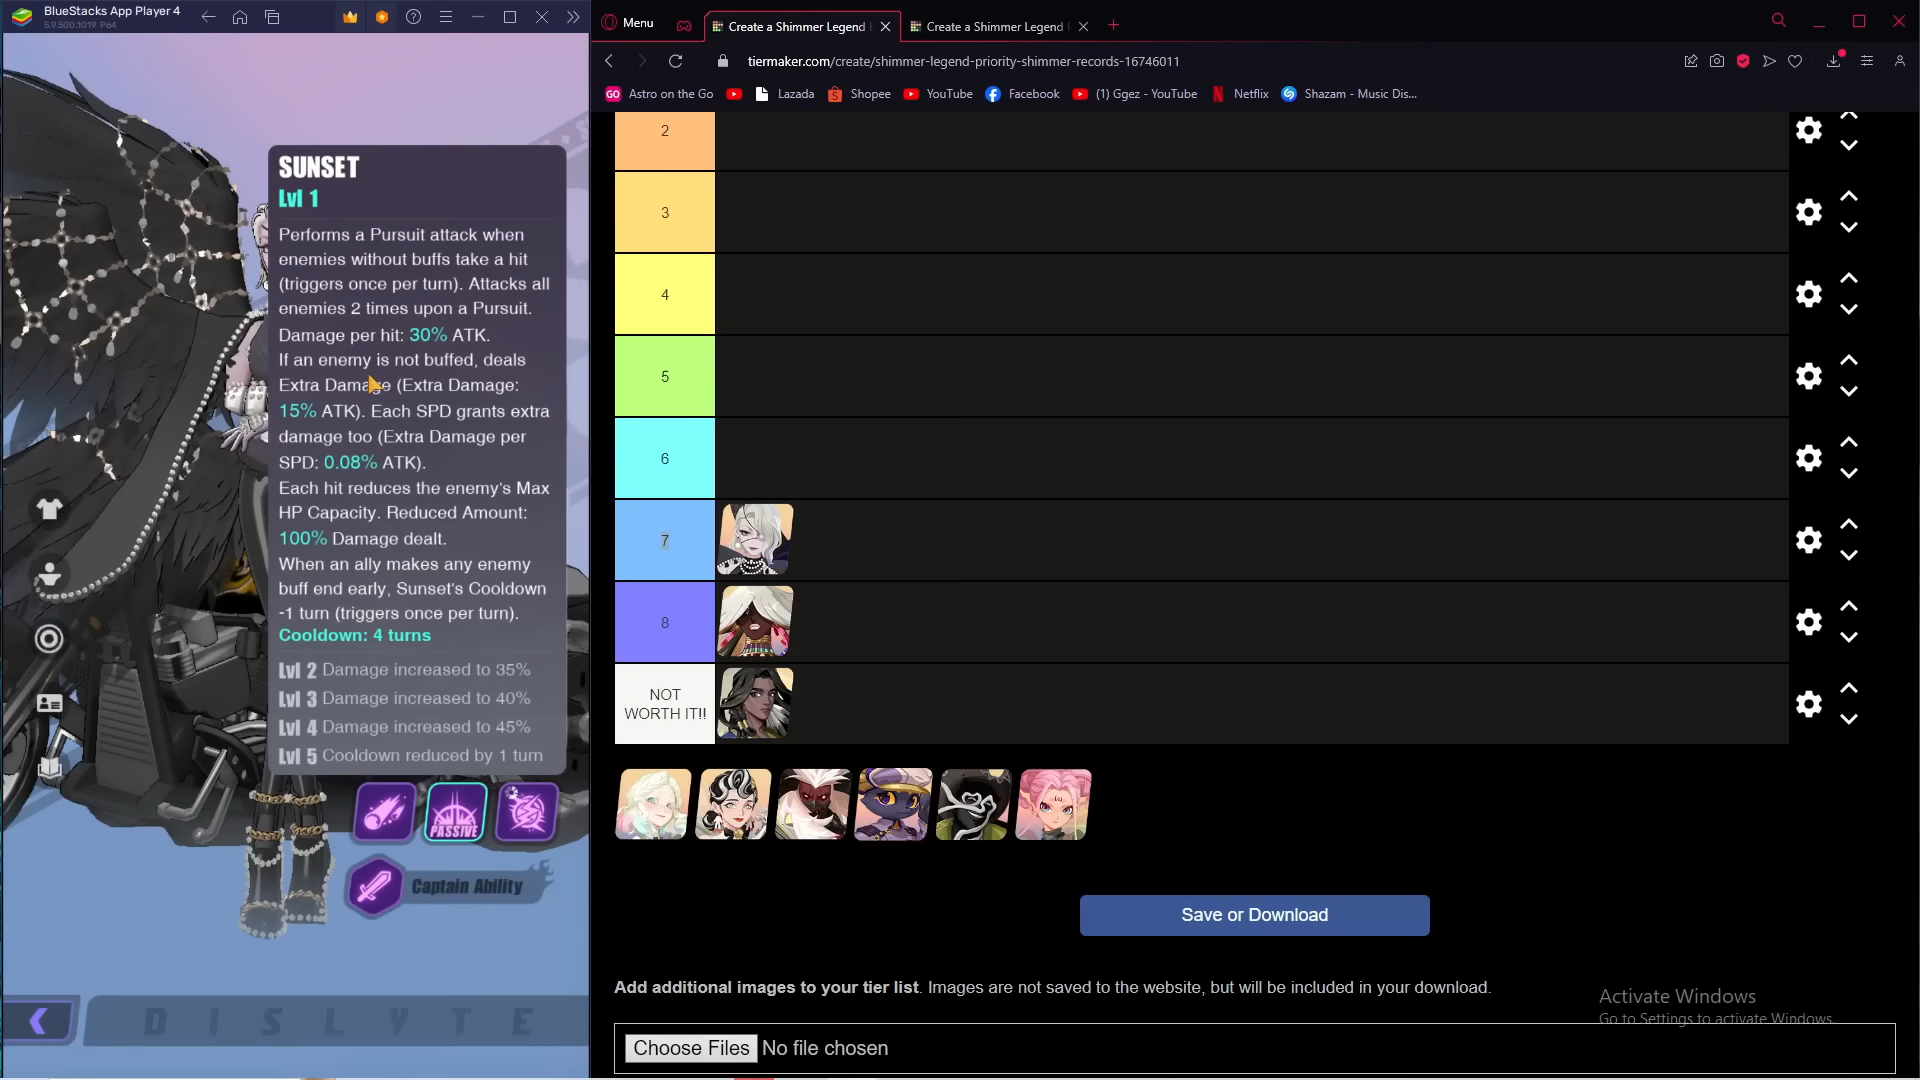 BlueStacks App Player 4
5.9.500.1019 P64
SUNSET
Lvl 1
Performs a Pursuit attack when
enemies without buffs take a hit
(triggers once per turn). Attacks all
enemies 2 times upon a Pursuit.
Damage per hit: 30% ATK.
If an enemy is not buffed, deals
Extra Damage (Extra Damage:
15% ATK). Each SPD grants extra
damage too (Extra Damage per
SPD: 0.08% ATK).
Each hit reduces the enemy's Max
HP Capacity. Reduced Amount:
100% Damage dealt.
When an ally makes any enemy
buff end early, Sunset's Cooldown
-1 turn (triggers once per turn).
Cooldown: 4 turns
Lvl 2 Damage increased to 35%
Lvl 3 Damage increased to 40%
Lvl 4 Damage increased to 45%
Lvl 5 Cooldown reduced by 1 turn
PASSIVE
Captain Ability
DISLYTE
Menu
Create a Shimmer Legend
Create a Shimmer Legend
tiermaker.com/create/shimmer-legend-priority-shimmer-records-16746011
GO Astro on the Go
Lazada
Shopee
YouTube
Facebook
(1) Ggez - YouTube
Netflix
Shazam - Music Dis...
2
3
4
5
6
7
8
NOT
WORTH IT!!
Save or Download
Add additional images to your tier list. Images are not saved to the website, but will be included in your download.
Activate Windows
Go to Settings to activate Windows.
Choose Files No file chosen